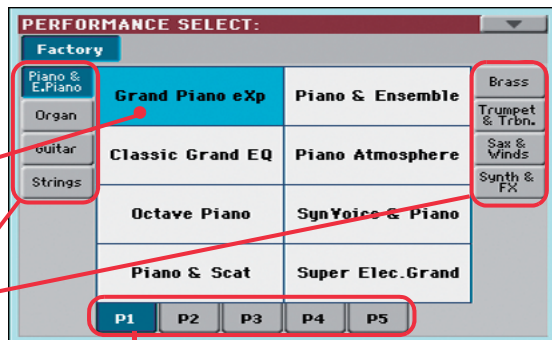 PERFORMANCE SELECT:
Factory
Piano &
E.Piano
Organ
Guitar
Strings
Grand Piano eXp
Piano & Ensemble
Classic Grand EQ
Piano Atmosphere
Octave Piano
SynVoice & Piano
Piano & Scat
Super Elec.Grand
Brass
Trumpet
& Trbn.
Sax &
Winds
Synth &
FX
P1 P2 P3 P4 P5